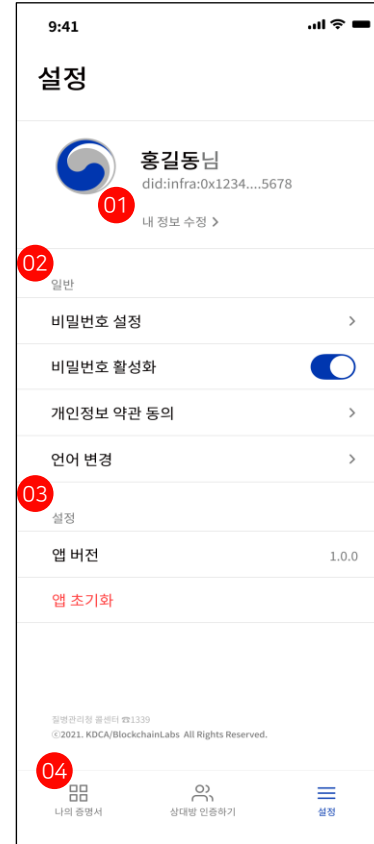 9:41
설정
홍길동님
did:infra:0x1234....5678
01
내 정보 수정 >
02
일반
비밀번호 설정 >
비밀번호 활성화
개인정보 약관 동의 >
언어 변경 >
03
설정
앱 버전 1.0.0
앱 초기화
질병관리청 콜센터 ☎1339
ⓒ2021. KDCA/BlockchainLabs All Rights Reserved.
04
나의 증명서 상대방 인증하기 설정